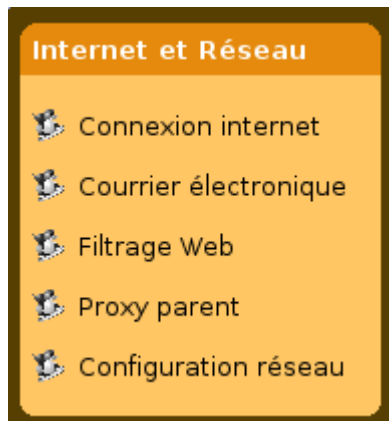 Internet et Réseau
Connexion internet
Courrier électronique
Filtrage Web
Proxy parent
Configuration réseau